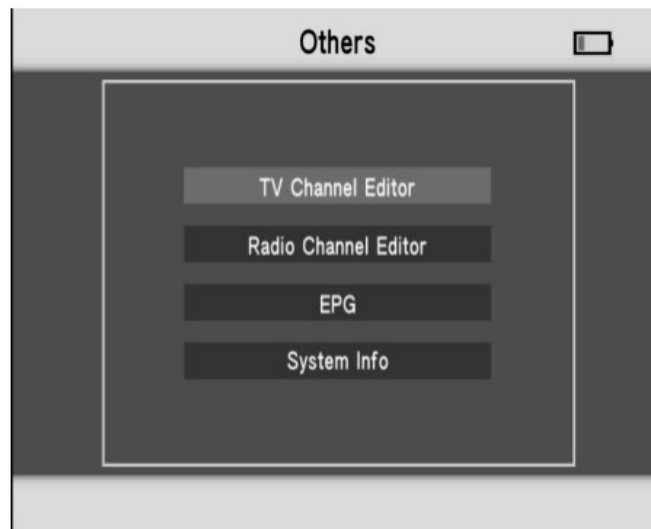 Others
TV Channel Editor
Radio Channel Editor
EPG
System Info